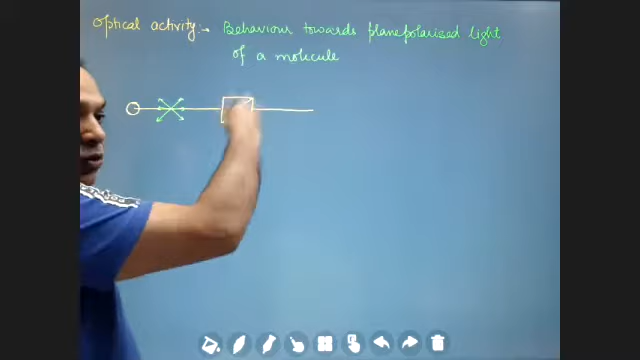 Optical activity:- Behaviour towards planepolarised light
of a molecule